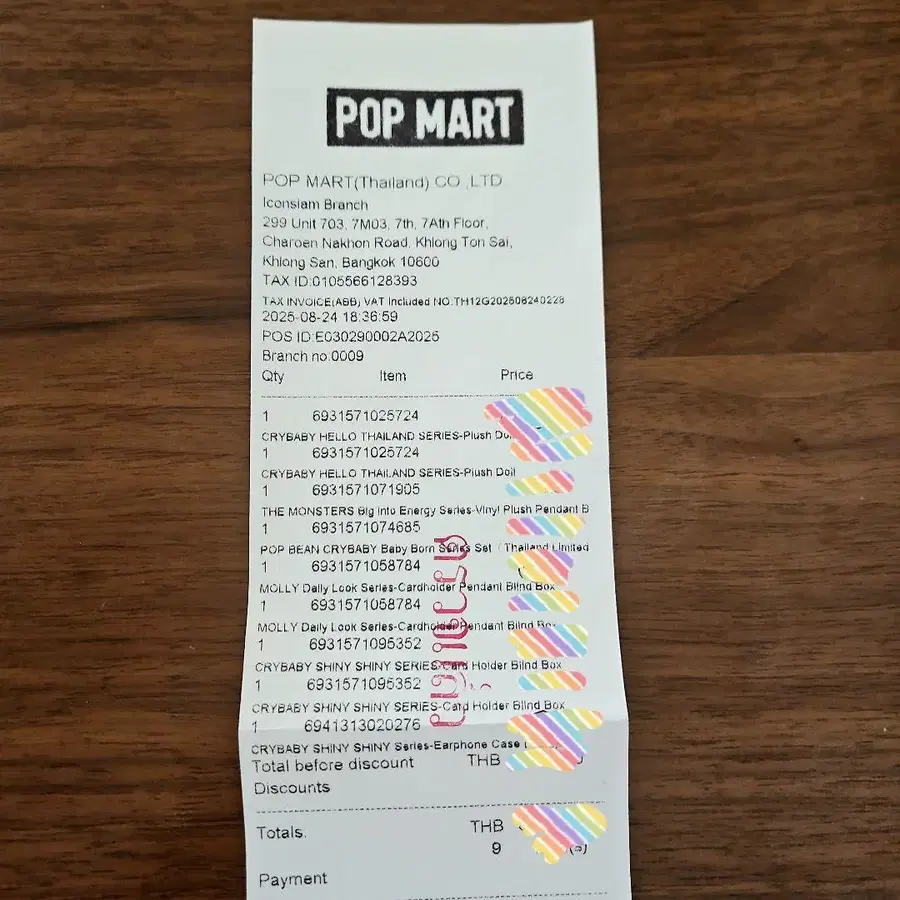 POP MART
POP MART(Thailand) CO.,LTD
Iconsiam Branch
299 Unit 703, 7M03, 7th, 7Ath Floor,
Charoen Nakhon Road, Khlong Ton Sai,
Khlong San, Bangkok 10600
TAX ID:0105566128393
TAX INVOICE(ABB) VAT Included NO:TH12G202508240228
2025-08-24 18:36:59
POS ID:E030290002A2025
Branch no:0009
Qty Item Price
1 6931571025724
CRYBABY HELLO THAILAND SERIES-Plush
1 6931571025724
CRYBABY HELLO THAILAND SERIES-Plush Doll
1 6931571071905
THE MONSTERS Big into Energy Series-Vinyl Plush Pendant B
1 6931571074685
POP BEAN CRYBABY Baby Born Series Set (Thailand Limited
1 6931571058784
MOLLY Daily Look Series-Cardholder Pendant Blind Box
1 6931571058784
MOLLY Daily Look Series-Cardholder Pendant Blind Box
1 6931571095352
CRYBABY SHINY SHINY SERIES-Card Holder Blind Box
1 6931571095352
CRYBABY SHINY SHINY SERIES-Card Holder Blind Box
1 6941313020276
CRYBABY SHINY SHINY Series-Earphone Case
Total before discount THB
Discounts
Totals. THB
9
Payment